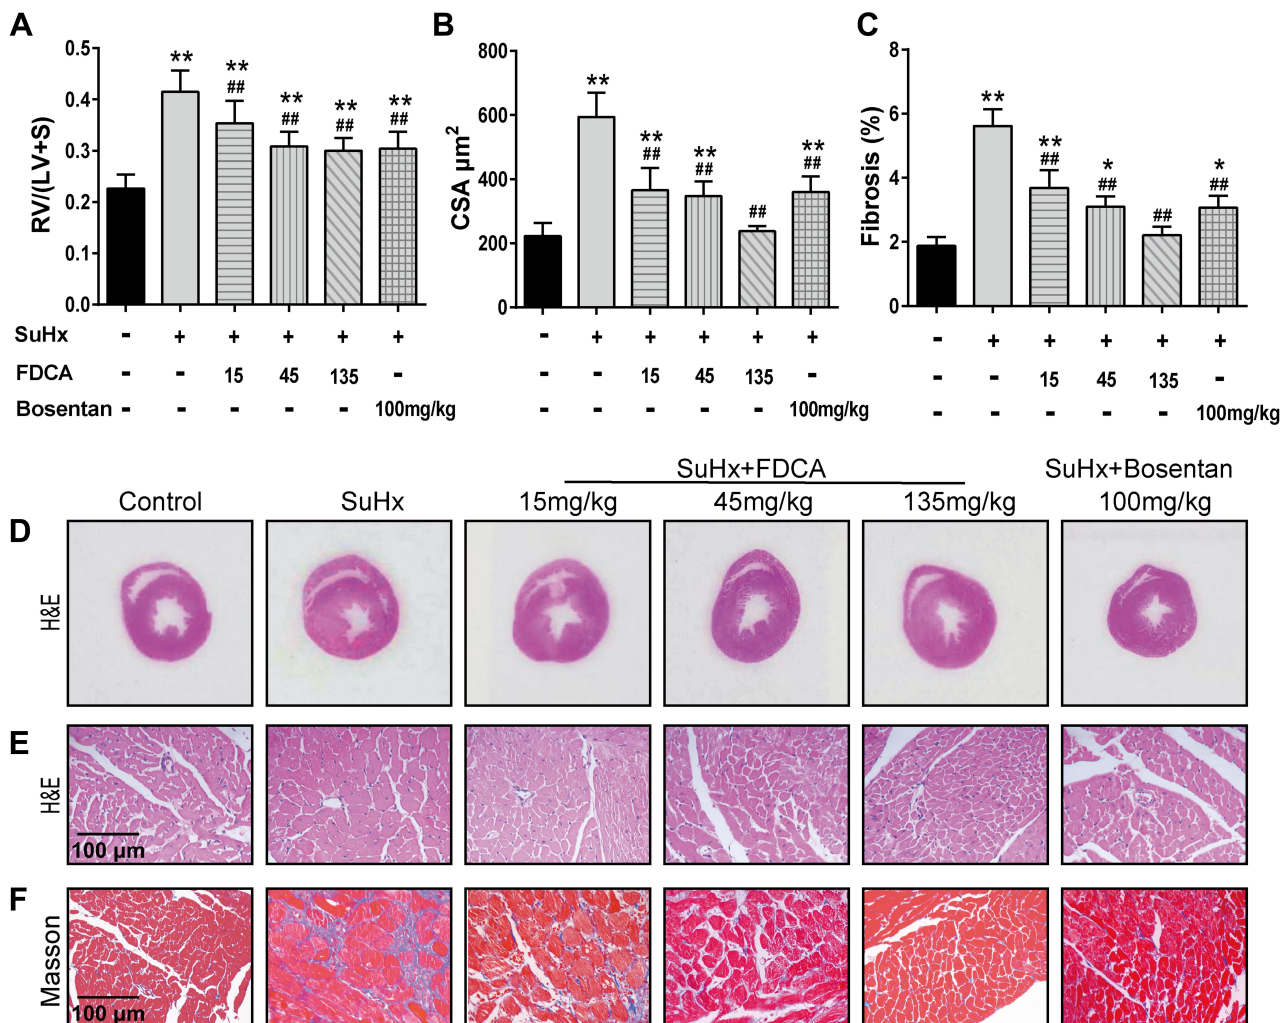 A
B
C
0.5
0.4
0.3
0.2
0.1
0.0
RV/(LV+S)
**
**
##
**
##
**
##
**
##
800
600
400
200
0
CSA µm²
**
**
##
**
##
##
**
##
8
6
4
2
0
Fibrosis (%)
**
**
##
*
##
##
*
##
SuHx - + + + + +
- + + + + +
- + + + + +
FDCA - - 15 45 135 -
- - 15 45 135 -
- - 15 45 135 -
Bosentan - - - - - 100mg/kg
- - - - - 100mg/kg
- - - - - 100mg/kg
SuHx+FDCA SuHx+Bosentan
Control SuHx 15mg/kg 45mg/kg 135mg/kg 100mg/kg
D
H&E
E
H&E
100 µm
F
Masson
100 µm